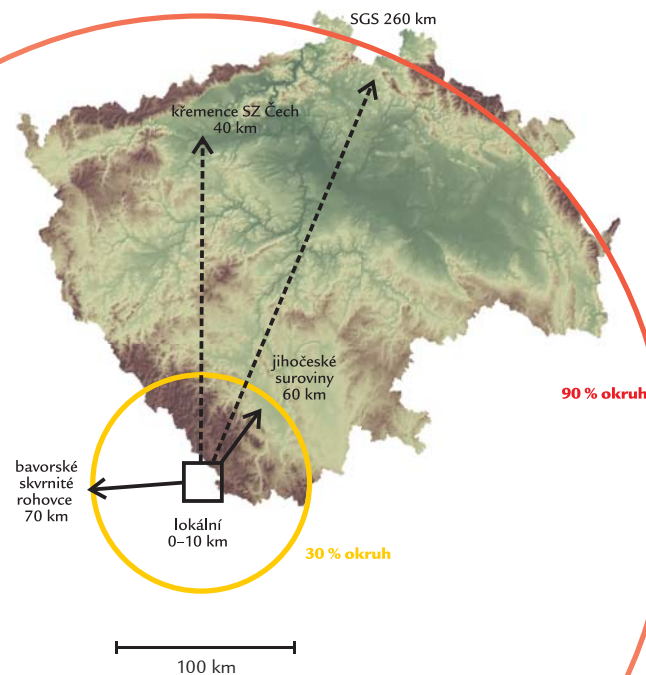 SGS 260 km
křemence SZ Čech
40 km
jihočeské
suroviny
60 km
90 % okruh
bavorské
skvrnité
rohovce
70 km
lokální
0–10 km
30 % okruh
100 km